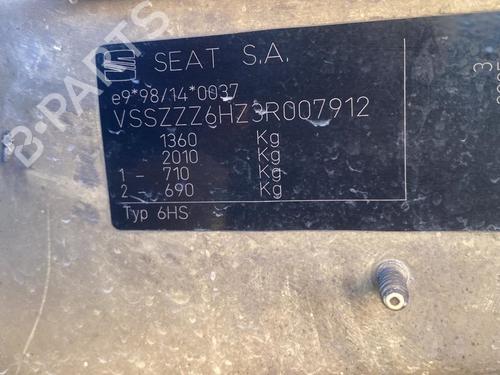 B-PARTS
SEAT S.A.
e9*98/14*0037
VSSZZZ6HZ3R007912
1360 Kg
2010 Kg
1 - 710 Kg
2 - 690 Kg
Typ 6HS
3